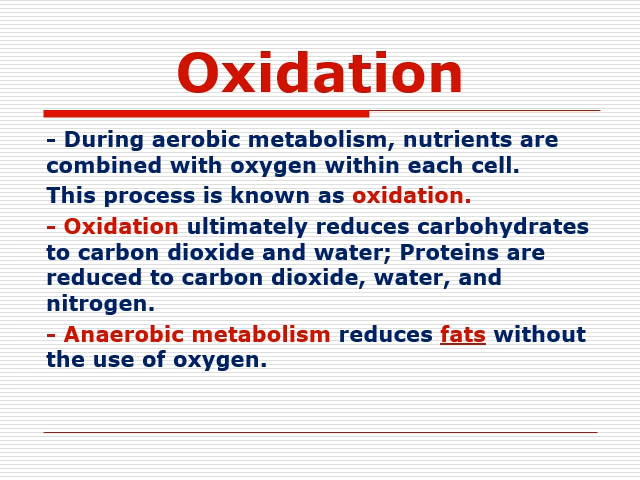 Oxidation
– During aerobic metabolism, nutrients are
combined with oxygen within each cell.
This process is known as oxidation.
– Oxidation ultimately reduces carbohydrates
to carbon dioxide and water; Proteins are
reduced to carbon dioxide, water, and
nitrogen.
– Anaerobic metabolism reduces fats without
the use of oxygen.